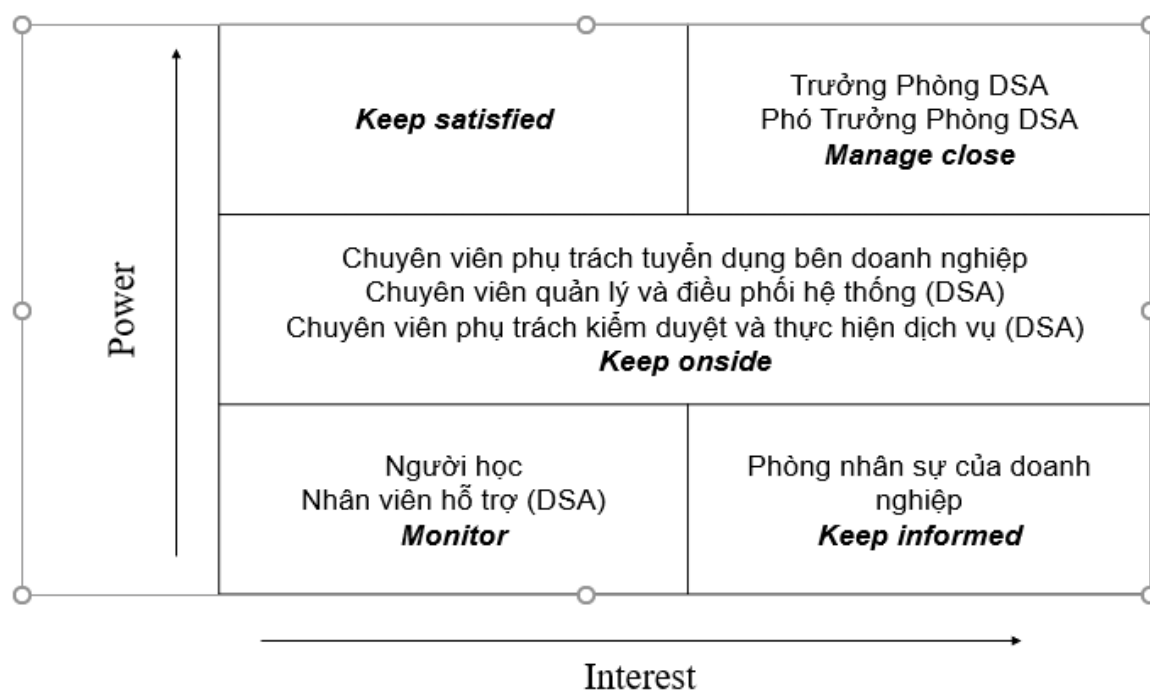 Power
Keep satisfied
Trưởng Phòng DSA
Phó Trưởng Phòng DSA
Manage close
Chuyên viên phụ trách tuyển dụng bên doanh nghiệp
Chuyên viên quản lý và điều phối hệ thống (DSA)
Chuyên viên phụ trách kiểm duyệt và thực hiện dịch vụ (DSA)
Keep onside
Người học
Nhân viên hỗ trợ (DSA)
Monitor
Phòng nhân sự của doanh
nghiệp
Keep informed
Interest